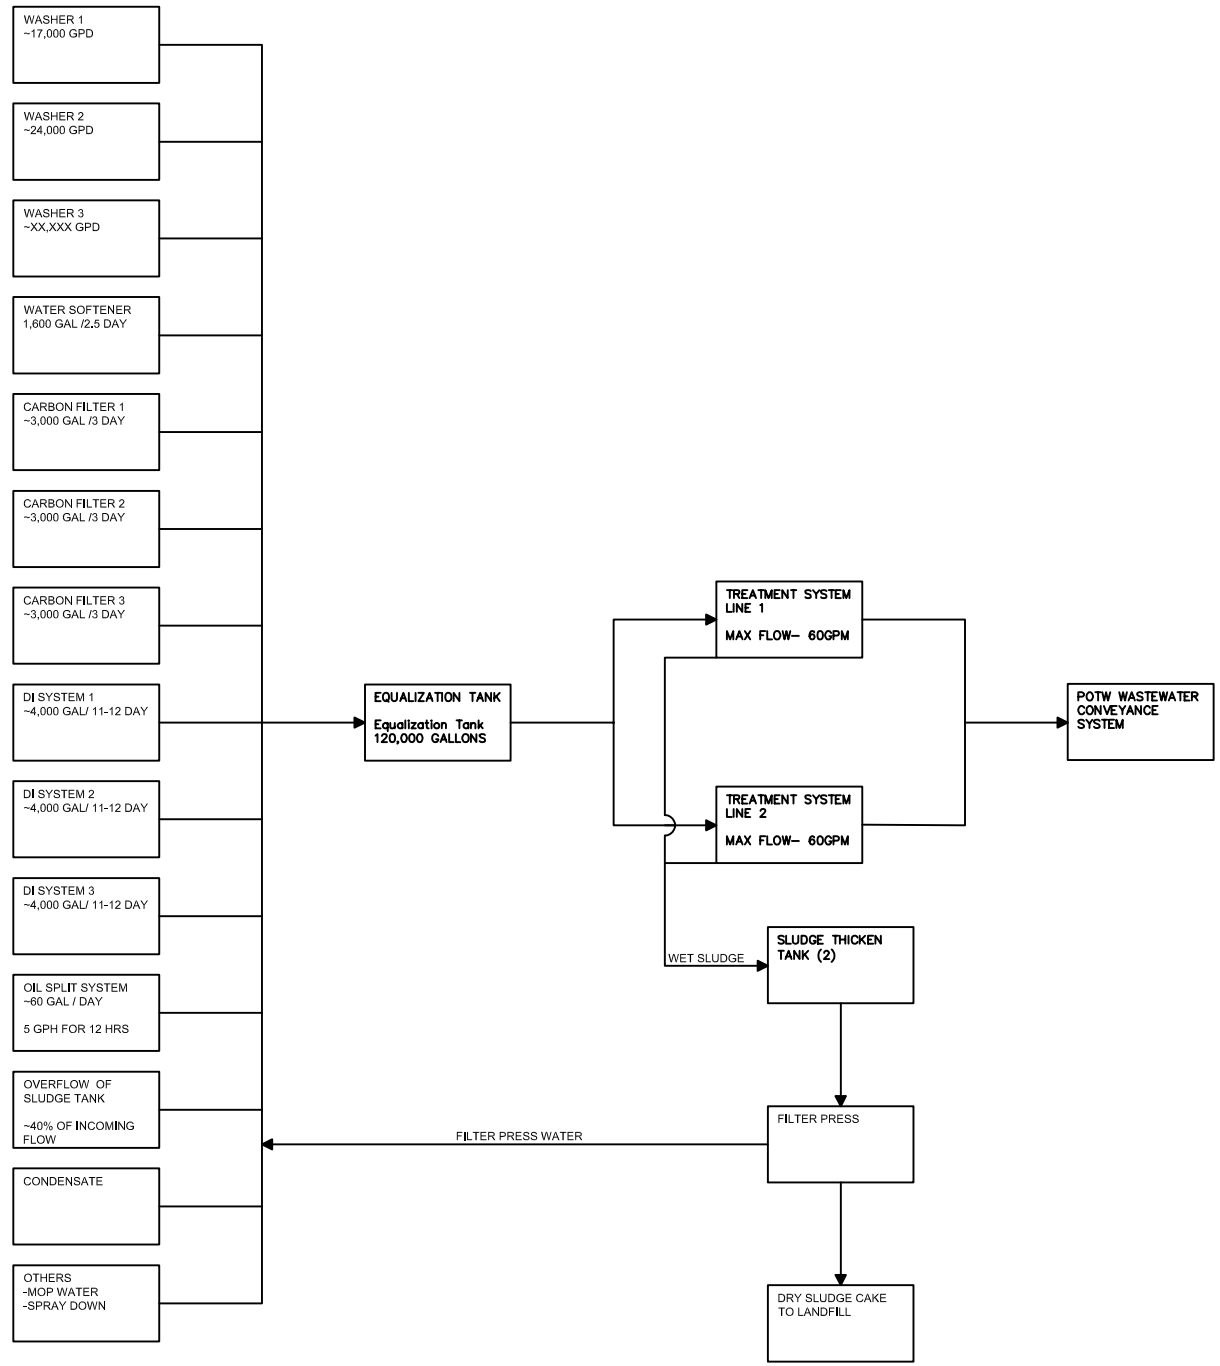 WASHER 1
~17,000 GPD
WASHER 2
~24,000 GPD
WASHER 3
~XX,XXX GPD
WATER SOFTENER
1,600 GAL /2.5 DAY
CARBON FILTER 1
~3,000 GAL /3 DAY
CARBON FILTER 2
~3,000 GAL /3 DAY
CARBON FILTER 3
~3,000 GAL /3 DAY
DI SYSTEM 1
~4,000 GAL/ 11-12 DAY
DI SYSTEM 2
~4,000 GAL/ 11-12 DAY
DI SYSTEM 3
~4,000 GAL/ 11-12 DAY
OIL SPLIT SYSTEM
~60 GAL / DAY
5 GPH FOR 12 HRS
OVERFLOW OF
SLUDGE TANK
~40% OF INCOMING
FLOW
CONDENSATE
OTHERS
-MOP WATER
-SPRAY DOWN
EQUALIZATION TANK
Equalization Tank
120,000 GALLONS
TREATMENT SYSTEM
LINE 1
MAX FLOW- 60GPM
TREATMENT SYSTEM
LINE 2
MAX FLOW- 60GPM
POTW WASTEWATER
CONVEYANCE
SYSTEM
WET SLUDGE
SLUDGE THICKEN
TANK (2)
FILTER PRESS
FILTER PRESS WATER
DRY SLUDGE CAKE
TO LANDFILL